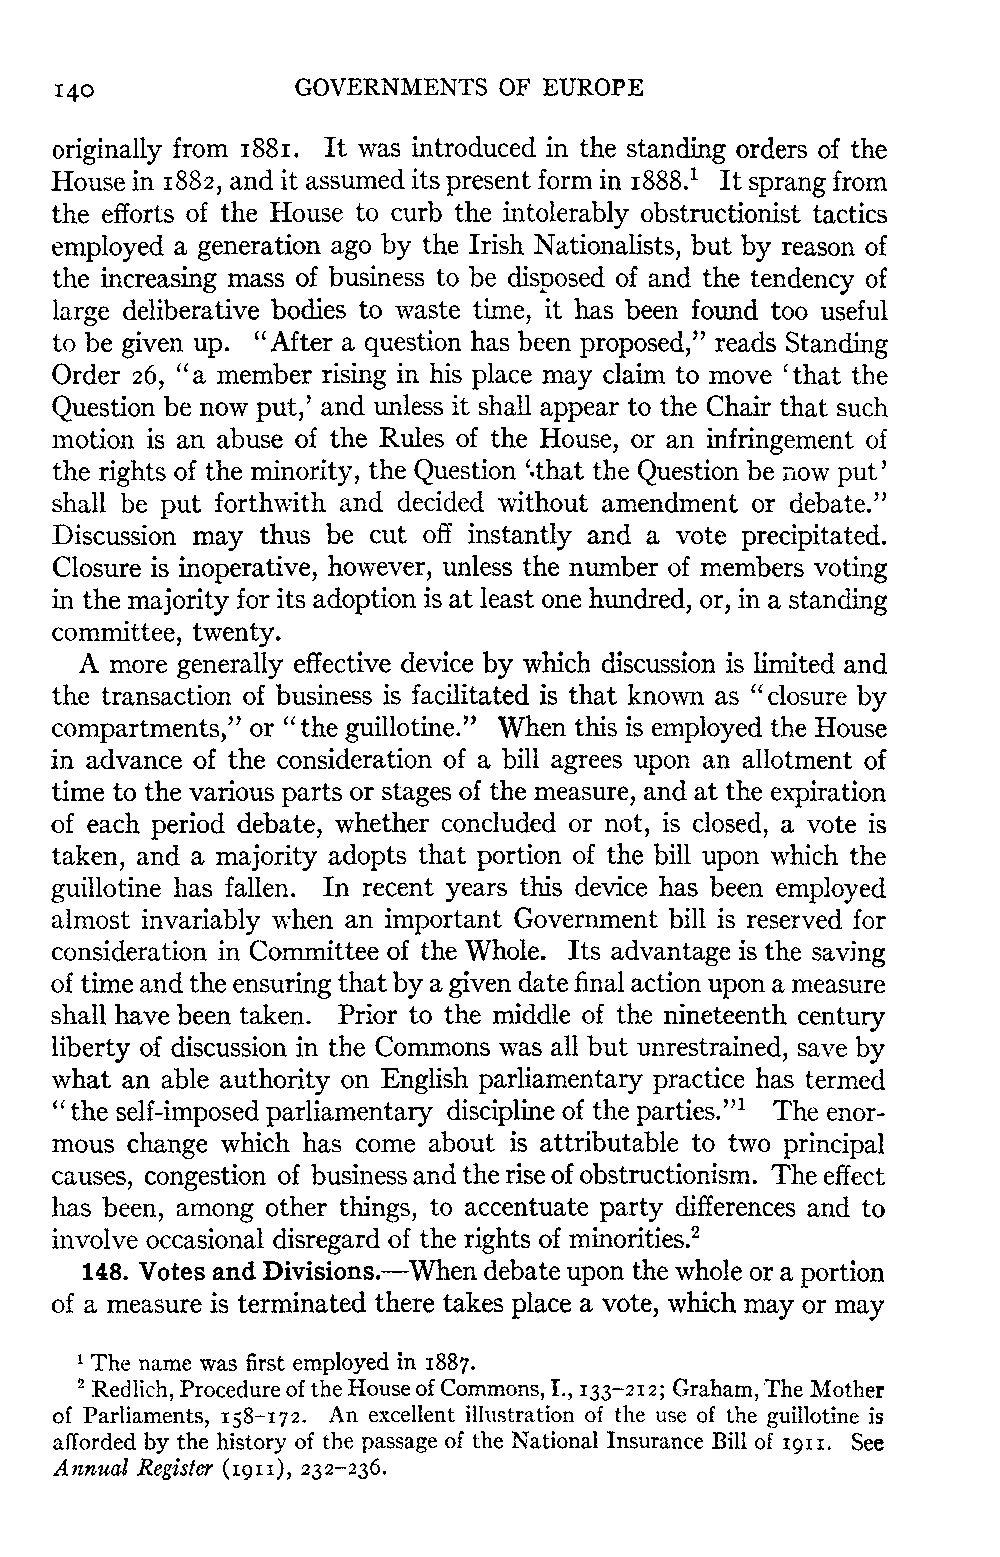 140 GOVERNMENTS OF EUROPE
originally from 1881. It was introduced in the standing orders of the
House in 1882, and it assumed its present form in 1888.¹ It sprang from
the efforts of the House to curb the intolerably obstructionist tactics
employed a generation ago by the Irish Nationalists, but by reason of
the increasing mass of business to be disposed of and the tendency of
large deliberative bodies to waste time, it has been found too useful
to be given up. "After a question has been proposed," reads Standing
Order 26, "a member rising in his place may claim to move 'that the
Question be now put,' and unless it shall appear to the Chair that such
motion is an abuse of the Rules of the House, or an infringement of
the rights of the minority, the Question 'that the Question be now put'
shall be put forthwith and decided without amendment or debate."
Discussion may thus be cut off instantly and a vote precipitated.
Closure is inoperative, however, unless the number of members voting
in the majority for its adoption is at least one hundred, or, in a standing
committee, twenty.
A more generally effective device by which discussion is limited and
the transaction of business is facilitated is that known as "closure by
compartments," or "the guillotine." When this is employed the House
in advance of the consideration of a bill agrees upon an allotment of
time to the various parts or stages of the measure, and at the expiration
of each period debate, whether concluded or not, is closed, a vote is
taken, and a majority adopts that portion of the bill upon which the
guillotine has fallen. In recent years this device has been employed
almost invariably when an important Government bill is reserved for
consideration in Committee of the Whole. Its advantage is the saving
of time and the ensuring that by a given date final action upon a measure
shall have been taken. Prior to the middle of the nineteenth century
liberty of discussion in the Commons was all but unrestrained, save by
what an able authority on English parliamentary practice has termed
"the self-imposed parliamentary discipline of the parties."¹ The enor-
mous change which has come about is attributable to two principal
causes, congestion of business and the rise of obstructionism. The effect
has been, among other things, to accentuate party differences and to
involve occasional disregard of the rights of minorities.²
148. Votes and Divisions.—When debate upon the whole or a portion
of a measure is terminated there takes place a vote, which may or may
¹ The name was first employed in 1887.
² Redlich, Procedure of the House of Commons, I., 133–212; Graham, The Mother
of Parliaments, 158–172. An excellent illustration of the use of the guillotine is
afforded by the history of the passage of the National Insurance Bill of 1911. See
Annual Register (1911), 232–236.